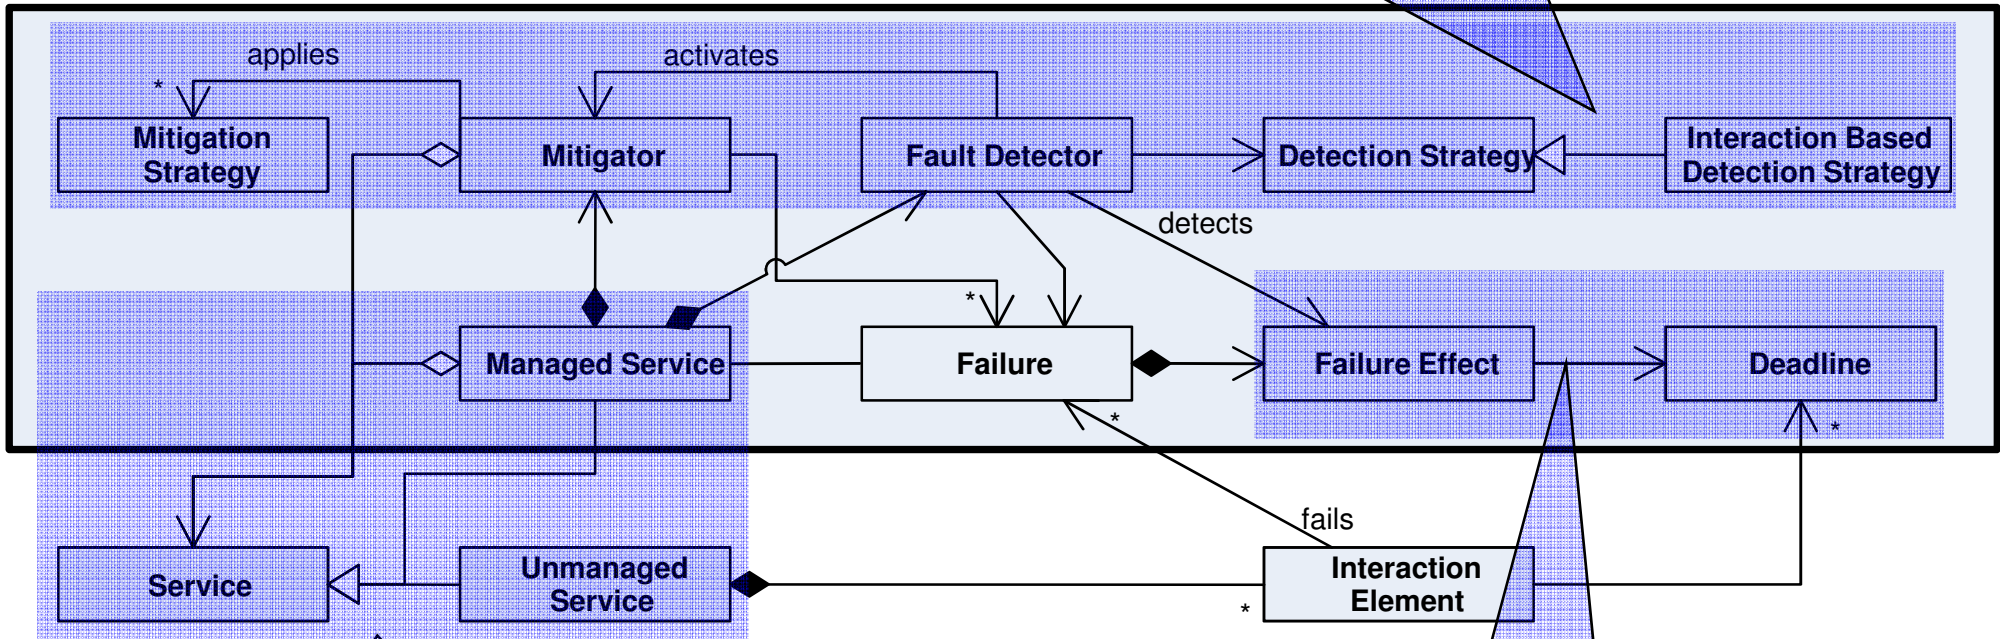 applies
activates
*
Mitigation
Strategy
Mitigator
Fault Detector
Detection Strategy
Interaction Based
Detection Strategy
detects
*
Managed Service
Failure
Failure Effect
Deadline
*
*
fails
Service
Unmanaged
Service
*
Interaction
Element